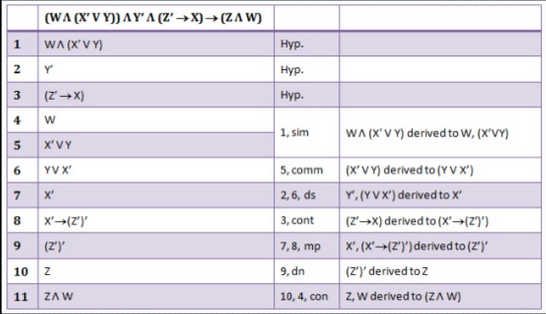 (W Λ (X′ V Y)) Λ Y′ Λ (Z′ → X) → (Z Λ W)
1 W Λ (X′ V Y) Hyp.
2 Y′ Hyp.
3 (Z′ → X) Hyp.
4 W 1, sim W Λ (X′ V Y) derived to W, (X′VY)
5 X′ V Y
6 Y V X′ 5, comm (X′ V Y) derived to (Y V X′)
7 X′ 2, 6, ds Y′, (Y V X′) derived to X′
8 X′→(Z′)′ 3, cont (Z′→X) derived to (X′→(Z′)′)
9 (Z′)′ 7, 8, mp X′, (X′→(Z′)′) derived to (Z′)′
10 Z 9, dn (Z′)′ derived to Z
11 Z Λ W 10, 4, con Z, W derived to (Z Λ W)